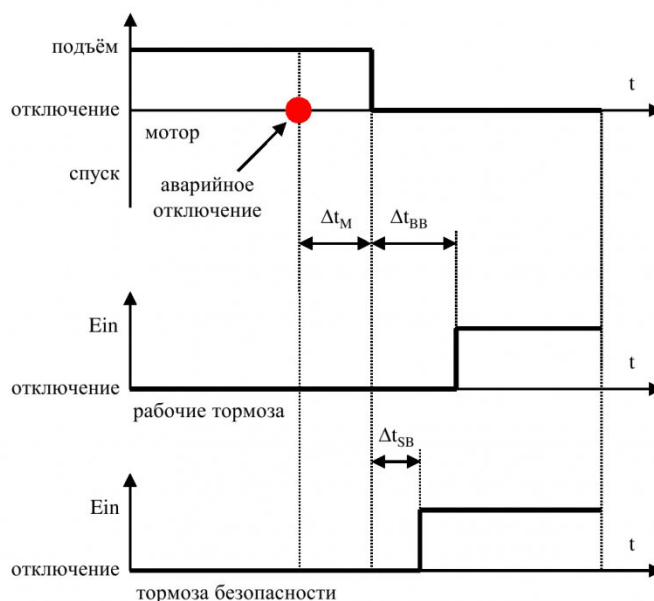 подъём
t
отключение
мотор
спуск
аварийное
отключение
Δt_M
Δt_BB
Ein
t
отключение
рабочие тормоза
Δt_SB
Ein
t
отключение
тормоза безопасности